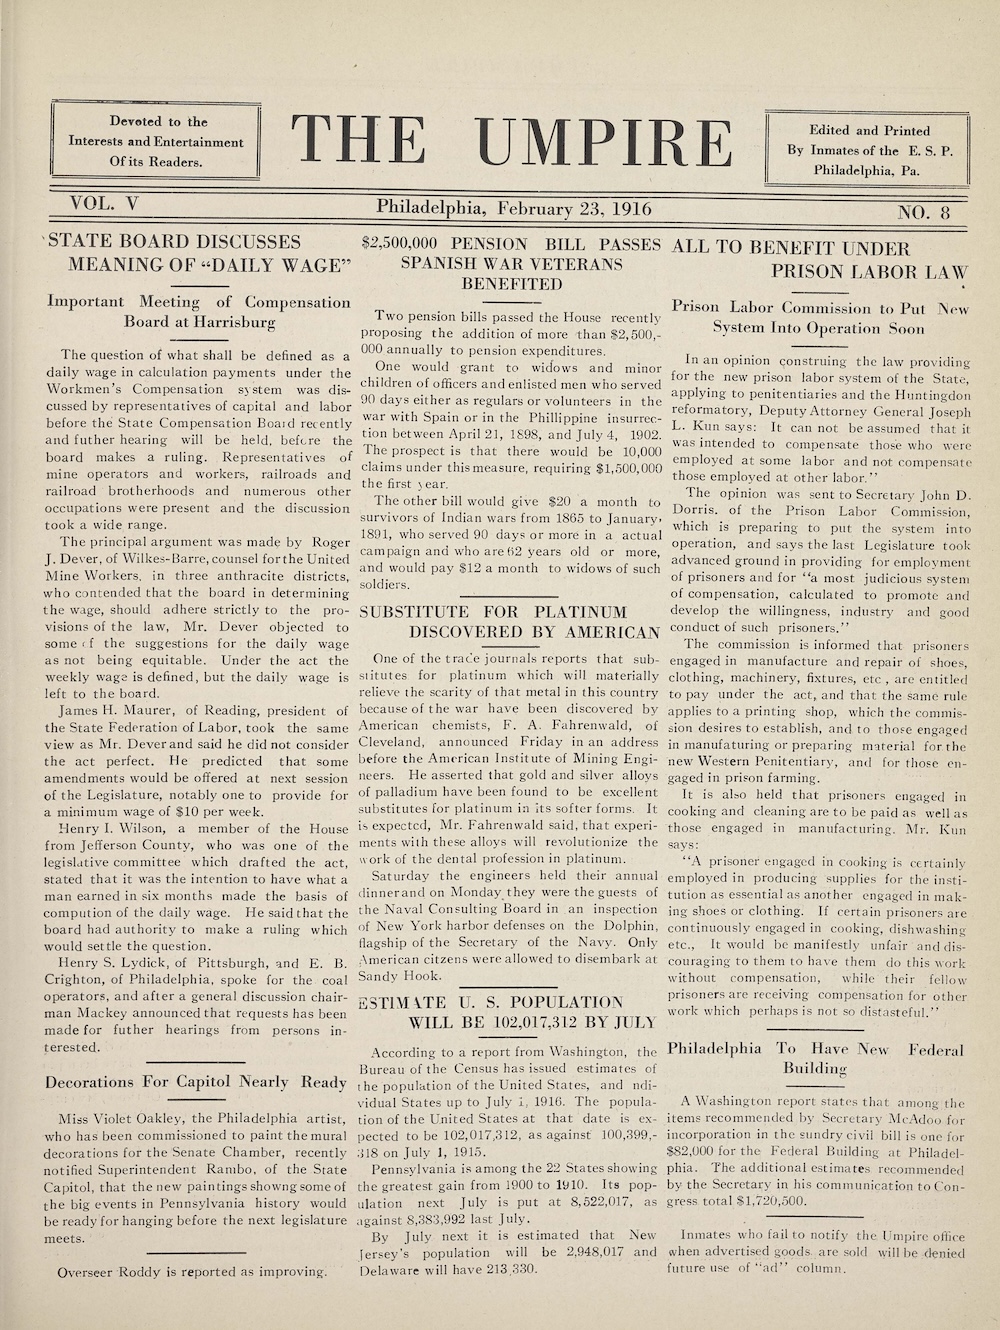 Devoted to the
Interests and Entertainment
Of its Readers.
THE UMPIRE
Edited and Printed
By Inmates of the E. S. P.
Philadelphia, Pa.
VOL. V
Philadelphia, February 23, 1916
NO. 8
STATE BOARD DISCUSSES
MEANING OF “DAILY WAGE”
Important Meeting of Compensation
Board at Harrisburg
The question of what shall be defined as a
daily wage in calculation payments under the
Workmen's Compensation system was dis-
cussed by representatives of capital and labor
before the State Compensation Board recently
and futher hearing will be held, before the
board makes a ruling. Representatives of
mine operators and workers, railroads and
railroad brotherhoods and numerous other
occupations were present and the discussion
took a wide range.
The principal argument was made by Roger
J. Dever, of Wilkes-Barre, counsel for the United
Mine Workers, in three anthracite districts,
who contended that the board in determining
the wage, should adhere strictly to the pro-
visions of the law, Mr. Dever objected to
some of the suggestions for the daily wage
as not being equitable. Under the act the
weekly wage is defined, but the daily wage is
left to the board.
James H. Maurer, of Reading, president of
the State Federation of Labor, took the same
view as Mr. Dever and said he did not consider
the act perfect. He predicted that some
amendments would be offered at next session
of the Legislature, notably one to provide for
a minimum wage of $10 per week.
Henry I. Wilson, a member of the House
from Jefferson County, who was one of the
legislative committee which drafted the act,
stated that it was the intention to have what a
man earned in six months made the basis of
compution of the daily wage. He said that the
board had authority to make a ruling which
would settle the question.
Henry S. Lydick, of Pittsburgh, and E. B.
Crighton, of Philadelphia, spoke for the coal
operators, and after a general discussion chair-
man Mackey announced that requests has been
made for futher hearings from persons in-
terested.
Decorations For Capitol Nearly Ready
Miss Violet Oakley, the Philadelphia artist,
who has been commissioned to paint the mural
decorations for the Senate Chamber, recently
notified Superintendent Rambo, of the State
Capitol, that the new paintings showng some of
the big events in Pennsylvania history would
be ready for hanging before the next legislature
meets.
Overseer Roddy is reported as improving.
$2,500,000 PENSION BILL PASSES
SPANISH WAR VETERANS
BENEFITED
Two pension bills passed the House recently
proposing the addition of more than $2,500,-
000 annually to pension expenditures.
One would grant to widows and minor
children of officers and enlisted men who served
90 days either as regulars or volunteers in the
war with Spain or in the Phillippine insurrec-
tion between April 21, 1898, and July 4, 1902.
The prospect is that there would be 10,000
claims under this measure, requiring $1,500,000
the first year.
The other bill would give $20 a month to
survivors of Indian wars from 1865 to January,
1891, who served 90 days or more in a actual
campaign and who are 62 years old or more,
and would pay $12 a month to widows of such
soldiers.
SUBSTITUTE FOR PLATINUM
DISCOVERED BY AMERICAN
One of the trade journals reports that sub-
stitutes for platinum which will materially
relieve the scarity of that metal in this country
because of the war have been discovered by
American chemists, F. A. Fahrenwald, of
Cleveland, announced Friday in an address
before the American Institute of Mining Engi-
neers. He asserted that gold and silver alloys
of palladium have been found to be excellent
substitutes for platinum in its softer forms. It
is expected, Mr. Fahrenwald said, that experi-
ments with these alloys will revolutionize the
work of the dental profession in platinum.
Saturday the engineers held their annual
dinner and on Monday they were the guests of
the Naval Consulting Board in an inspection
of New York harbor defenses on the Dolphin,
flagship of the Secretary of the Navy. Only
American citzens were allowed to disembark at
Sandy Hook.
ESTIMATE U. S. POPULATION
WILL BE 102,017,312 BY JULY
According to a report from Washington, the
Bureau of the Census has issued estimates of
the population of the United States, and ndi-
vidual States up to July 1, 1916. The popula-
tion of the United States at that date is ex-
pected to be 102,017,312, as against 100,399,-
318 on July 1, 1915.
Pennsylvania is among the 22 States showing
the greatest gain from 1900 to 1910. Its pop-
ulation next July is put at 8,522,017, as
against 8,383,992 last July.
By July next it is estimated that New
Jersey's population will be 2,948,017 and
Delaware will have 213,330.
ALL TO BENEFIT UNDER
PRISON LABOR LAW
Prison Labor Commission to Put New
System Into Operation Soon
In an opinion construing the law providing
for the new prison labor system of the State,
applying to penitentiaries and the Huntingdon
reformatory, Deputy Attorney General Joseph
L. Kun says: It can not be assumed that it
was intended to compensate those who were
employed at some labor and not compensate
those employed at other labor.''
The opinion was sent to Secretary John D.
Dorris. of the Prison Labor Commission,
which is preparing to put the system into
operation, and says the last Legislature took
advanced ground in providing for employment
of prisoners and for “a most judicious system
of compensation, calculated to promote and
develop the willingness, industry and good
conduct of such prisoners.''
The commission is informed that prisoners
engaged in manufacture and repair of shoes,
clothing, machinery, fixtures, etc , are entitled
to pay under the act, and that the same rule
applies to a printing shop, which the commis-
sion desires to establish, and to those engaged
in manufaturing or preparing material for the
new Western Penitentiary, and for those en-
gaged in prison farming.
It is also held that prisoners engaged in
cooking and cleaning are to be paid as well as
those engaged in manufacturing. Mr. Kun
says:
“A prisoner engaged in cooking is certainly
employed in producing supplies for the insti-
tution as essential as another engaged in mak-
ing shoes or clothing. If certain prisoners are
continuously engaged in cooking, dishwashing
etc., It would be manifestly unfair and dis-
couraging to them to have them do this work
without compensation, while their fellow
prisoners are receiving compensation for other
work which perhaps is not so distasteful.''
Philadelphia To Have New Federal
Building
A Washington report states that among the
items recommended by Secretary McAdoo for
incorporation in the sundry civil bill is one for
$82,000 for the Federal Building at Philadel-
phia. The additional estimates recommended
by the Secretary in his communication to Con-
gress total $1,720,500.
Inmates who fail to notify the Umpire office
when advertised goods are sold will be denied
future use of “ad” column.